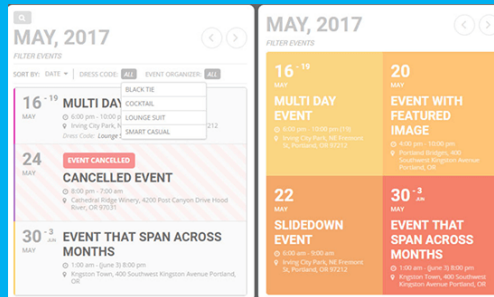 MAY, 2017
FILTER EVENTS
SORT BY: DATE DRESS CODE: ALL EVENT ORGANIZER: ALL
BLACK TIE
COCKTAIL
LOUNGE SUIT
SMART CASUAL
16 - 19
MAY
MULTI DAY
6:00 pm - 10:00 p
Irving City Park, N 97212
Dress Code: Lounge S
24
MAY
EVENT CANCELLED
CANCELLED EVENT
8:00 pm - 7:00 am
Cathedral Ridge Winery, 4200 Post Canyon Drive Hood
River, OR 97031
30 - 3
MAY JUN
EVENT THAT SPAN ACROSS
MONTHS
1:00 am - (June 3) 8:00 pm
Kingston Town, 400 Southwest Kingston Avenue Portland,
OR
MAY, 2017
FILTER EVENTS
16 - 19
MAY
MULTI DAY
EVENT
6:00 pm - 10:00 pm (19)
Irving City Park, NE Fremont
St, Portland, OR 97212
20
MAY
EVENT WITH
FEATURED
IMAGE
4:00 pm - 10:00 pm
Portland Bridges, 400
Southwest Kingston Avenue
Portland, OR
22
MAY
SLIDEDOWN
EVENT
6:00 am - 9:00 am
Irving City Park, NE Fremont
St, Portland, OR 97212
30 - 3
MAY JUN
EVENT THAT
SPAN ACROSS
MONTHS
1:00 am - (June 3) 8:00 pm
Kingston Town, 400 Southwest
Kingston Avenue Portland, OR